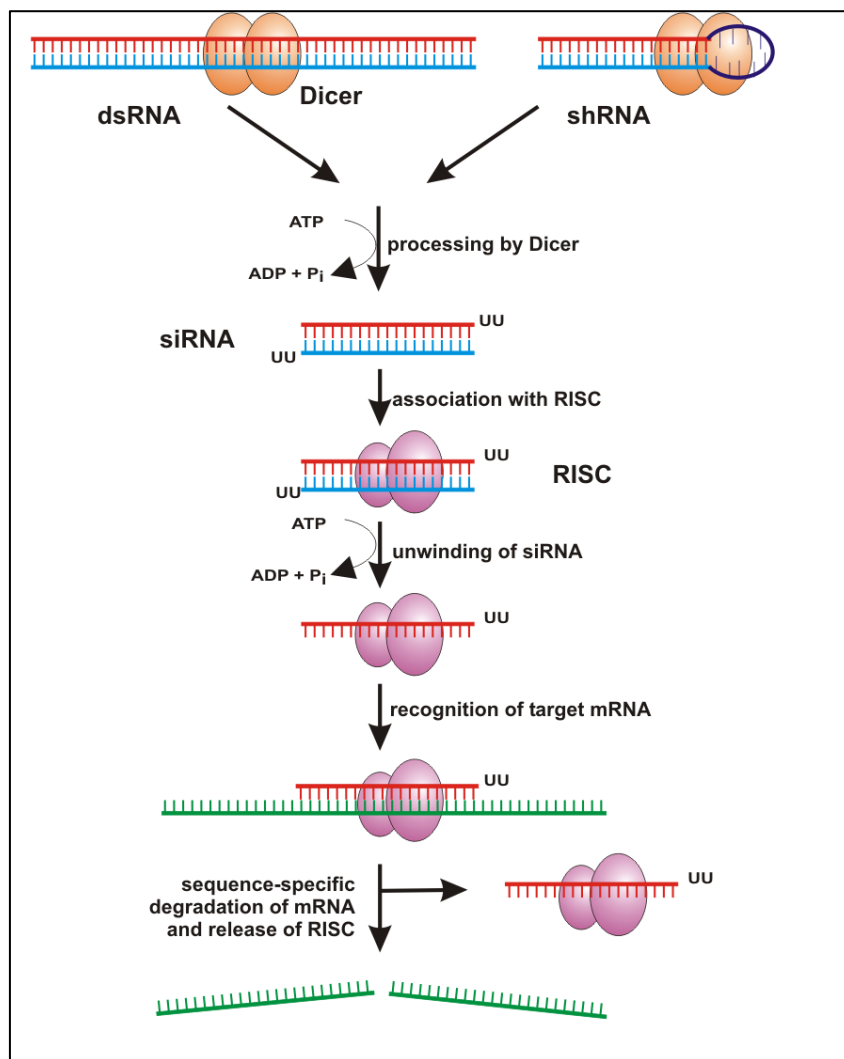 dsRNA
Dicer
shRNA
ATP
processing by Dicer
ADP + Pi
siRNA
UU
UU
association with RISC
UU
RISC
UU
ATP
unwinding of siRNA
ADP + Pi
UU
recognition of target mRNA
UU
sequence-specific
degradation of mRNA
and release of RISC
UU